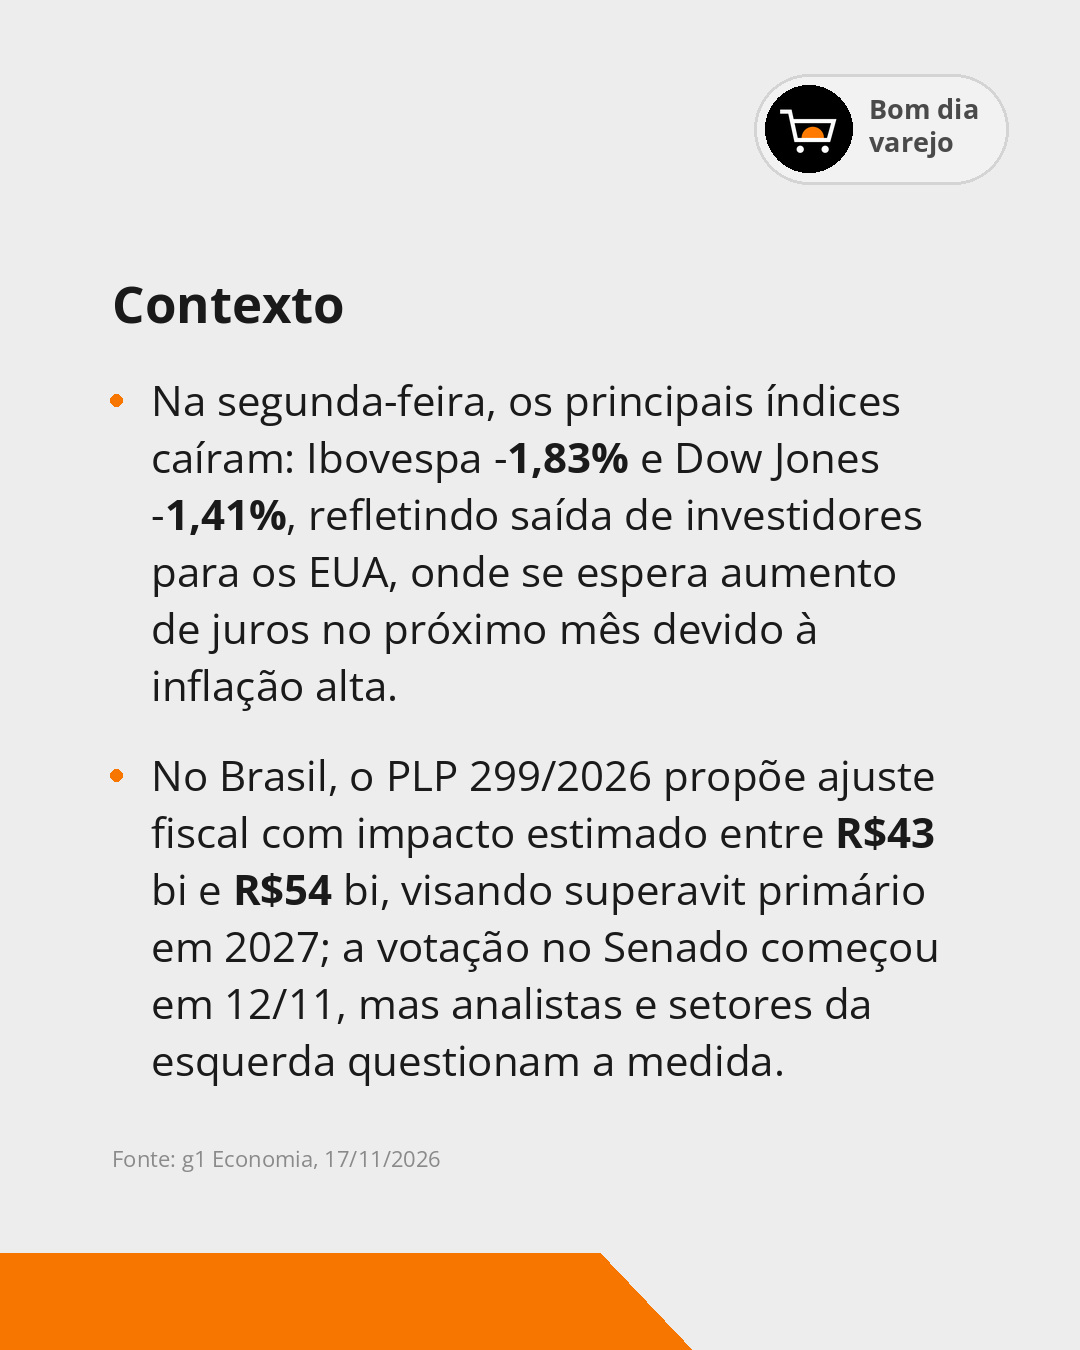 Bom dia
varejo
Contexto
Na segunda-feira, os principais índices
caíram: Ibovespa -1,83% e Dow Jones
-1,41%, refletindo saída de investidores
para os EUA, onde se espera aumento
de juros no próximo mês devido à
inflação alta.
No Brasil, o PLP 299/2026 propõe ajuste
fiscal com impacto estimado entre R$43
bi e R$54 bi, visando superavit primário
em 2027; a votação no Senado começou
em 12/11, mas analistas e setores da
esquerda questionam a medida.
Fonte: g1 Economia, 17/11/2026